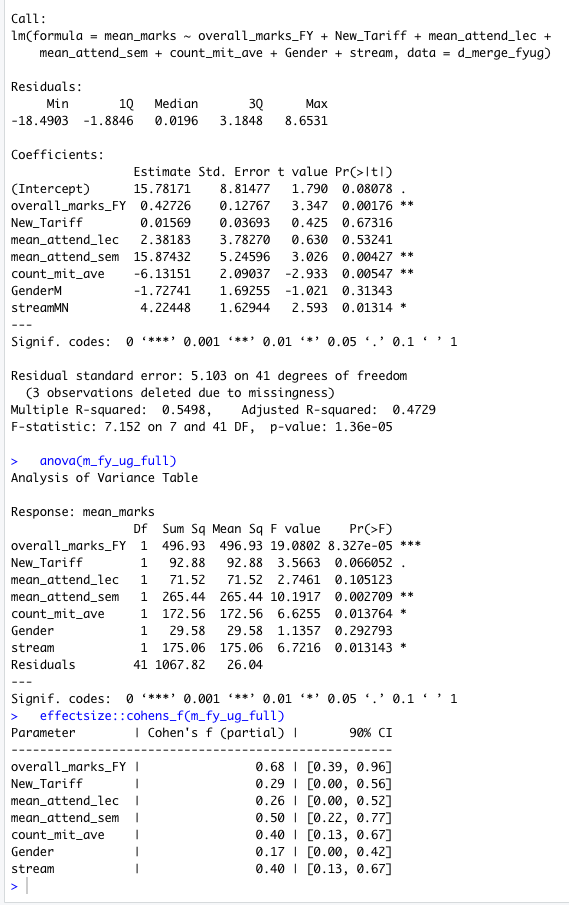 Call:
lm(formula = mean_marks ~ overall_marks_FY + New_Tariff + mean_attend_lec +
    mean_attend_sem + count_mit_ave + Gender + stream, data = d_merge_fyug)

Residuals:
     Min       1Q   Median       3Q      Max
-18.4903  -1.8846   0.0196   3.1848   8.6531

Coefficients:
                 Estimate Std. Error t value Pr(>|t|)
(Intercept)      15.78171    8.81477   1.790  0.08078 .
overall_marks_FY  0.42726    0.12767   3.347  0.00176 **
New_Tariff        0.01569    0.03693   0.425  0.67316
mean_attend_lec   2.38183    3.78270   0.630  0.53241
mean_attend_sem  15.87432    5.24596   3.026  0.00427 **
count_mit_ave    -6.13151    2.09037  -2.933  0.00547 **
GenderM          -1.72741    1.69255  -1.021  0.31343
streamMN          4.22448    1.62944   2.593  0.01314 *
---
Signif. codes:  0 ‘***’ 0.001 ‘**’ 0.01 ‘*’ 0.05 ‘.’ 0.1 ‘ ’ 1

Residual standard error: 5.103 on 41 degrees of freedom
  (3 observations deleted due to missingness)
Multiple R-squared:  0.5498,	Adjusted R-squared:  0.4729
F-statistic: 7.152 on 7 and 41 DF,  p-value: 1.36e-05

>   anova(m_fy_ug_full)
Analysis of Variance Table

Response: mean_marks
                 Df  Sum Sq Mean Sq F value    Pr(>F)
overall_marks_FY  1  496.93  496.93 19.0802 8.327e-05 ***
New_Tariff        1   92.88   92.88  3.5663  0.066052 .
mean_attend_lec   1   71.52   71.52  2.7461  0.105123
mean_attend_sem   1  265.44  265.44 10.1917  0.002709 **
count_mit_ave     1  172.56  172.56  6.6255  0.013764 *
Gender            1   29.58   29.58  1.1357  0.292793
stream            1  175.06  175.06  6.7216  0.013143 *
Residuals        41 1067.82   26.04
---
Signif. codes:  0 ‘***’ 0.001 ‘**’ 0.01 ‘*’ 0.05 ‘.’ 0.1 ‘ ’ 1
>   effectsize::cohens_f(m_fy_ug_full)
Parameter        | Cohen's f (partial) |       90% CI
-----------------------------------------------------
overall_marks_FY |                0.68 | [0.39, 0.96]
New_Tariff       |                0.29 | [0.00, 0.56]
mean_attend_lec  |                0.26 | [0.00, 0.52]
mean_attend_sem  |                0.50 | [0.22, 0.77]
count_mit_ave    |                0.40 | [0.13, 0.67]
Gender           |                0.17 | [0.00, 0.42]
stream           |                0.40 | [0.13, 0.67]
>